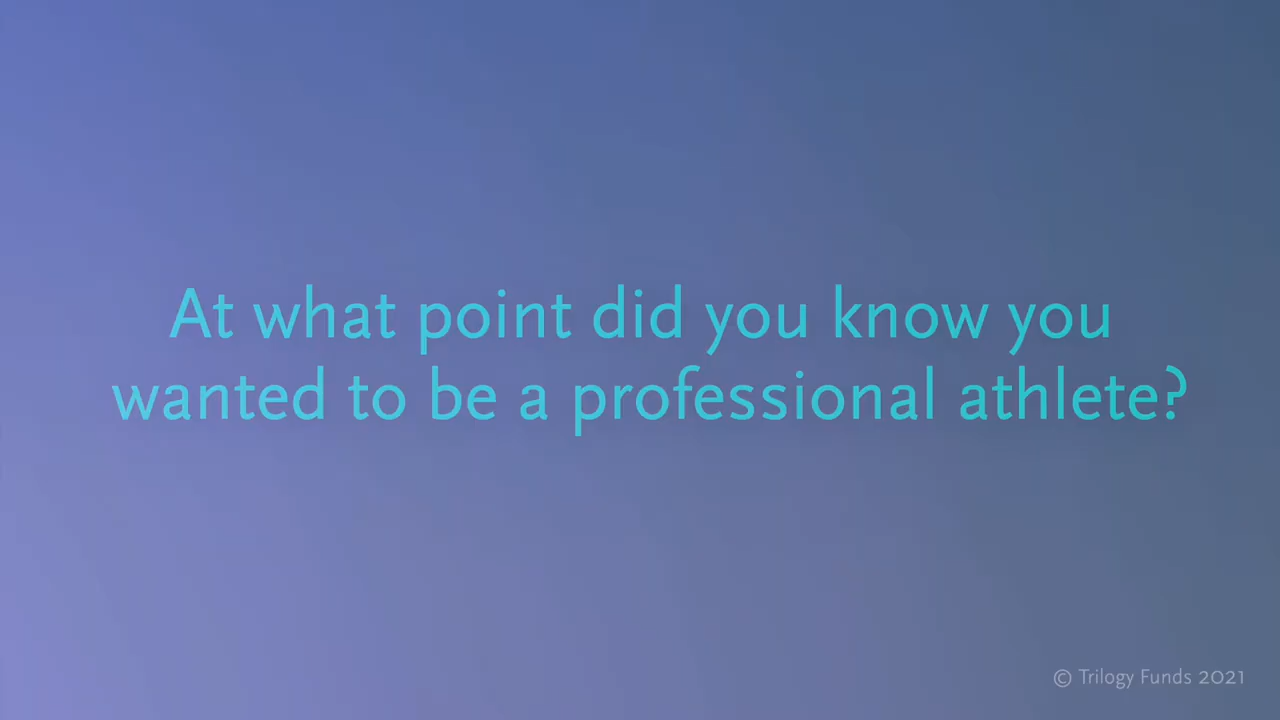 At what point did you know you
wanted to be a professional athlete?
© Trilogy Funds 2021